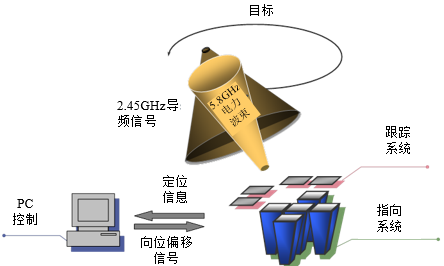 目标
2.45GHz导
频信号
5.8GHz
电力
波束
跟踪
系统
定位
信息
PC
控制
向位偏移
信号
指向
系统